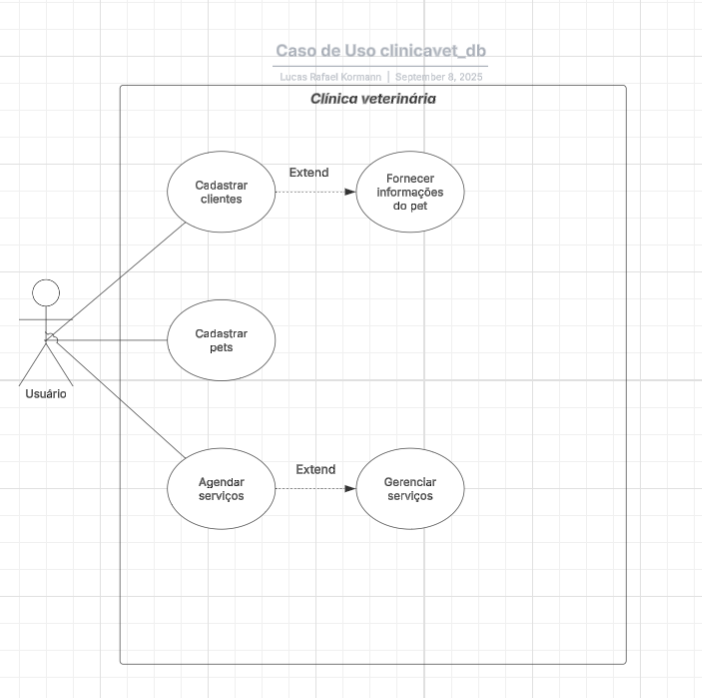 Caso de Uso clinicavet_db
Lucas Rafael Kormann | September 8, 2025
Clínica veterinária
Cadastrar
clientes
Extend
Fornecer
informações
do pet
Cadastrar
pets
Usuário
Agendar
serviços
Extend
Gerenciar
serviços